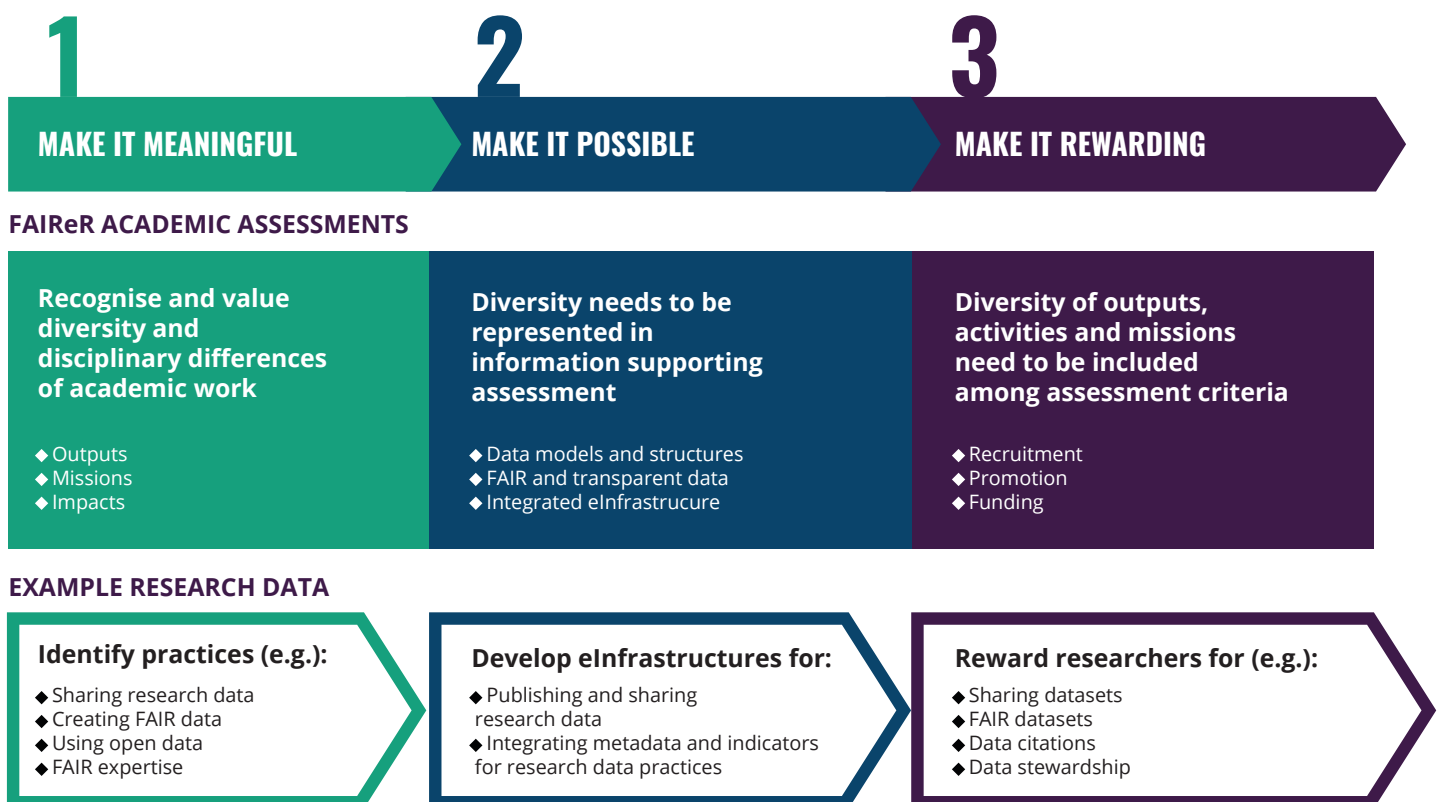 1
2
3
MAKE IT MEANINGFUL
MAKE IT POSSIBLE
MAKE IT REWARDING
FAIReR ACADEMIC ASSESSMENTS
Recognise and value
diversity and
disciplinary differences
of academic work
◆ Outputs
◆ Missions
◆ Impacts
Diversity needs to be
represented in
information supporting
assessment
◆ Data models and structures
◆ FAIR and transparent data
◆ Integrated eInfrastrucure
Diversity of outputs,
activities and missions
need to be included
among assessment criteria
◆ Recruitment
◆ Promotion
◆ Funding
EXAMPLE RESEARCH DATA
Identify practices (e.g.):
◆ Sharing research data
◆ Creating FAIR data
◆ Using open data
◆ FAIR expertise
Develop eInfrastructures for:
◆ Publishing and sharing
research data
◆ Integrating metadata and indicators
for research data practices
Reward researchers for (e.g.):
◆ Sharing datasets
◆ FAIR datasets
◆ Data citations
◆ Data stewardship